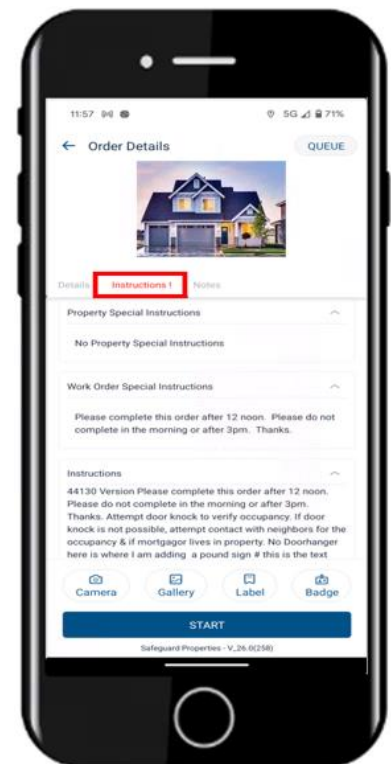 11:57
5G 71%
← Order Details
QUEUE
Details
Instructions !
Notes
Property Special Instructions
No Property Special Instructions
Work Order Special Instructions
Please complete this order after 12 noon. Please do not
complete in the morning or after 3pm. Thanks.
Instructions
44130 Version Please complete this order after 12 noon.
Please do not complete in the morning or after 3pm.
Thanks. Attempt door knock to verify occupancy. If door
knock is not possible, attempt contact with neighbors for the
occupancy & if mortgagor lives in property. No Doorhanger
here is where I am adding a pound sign # this is the text
Camera
Gallery
Label
Badge
START
Safeguard Properties - V_26.0(258)